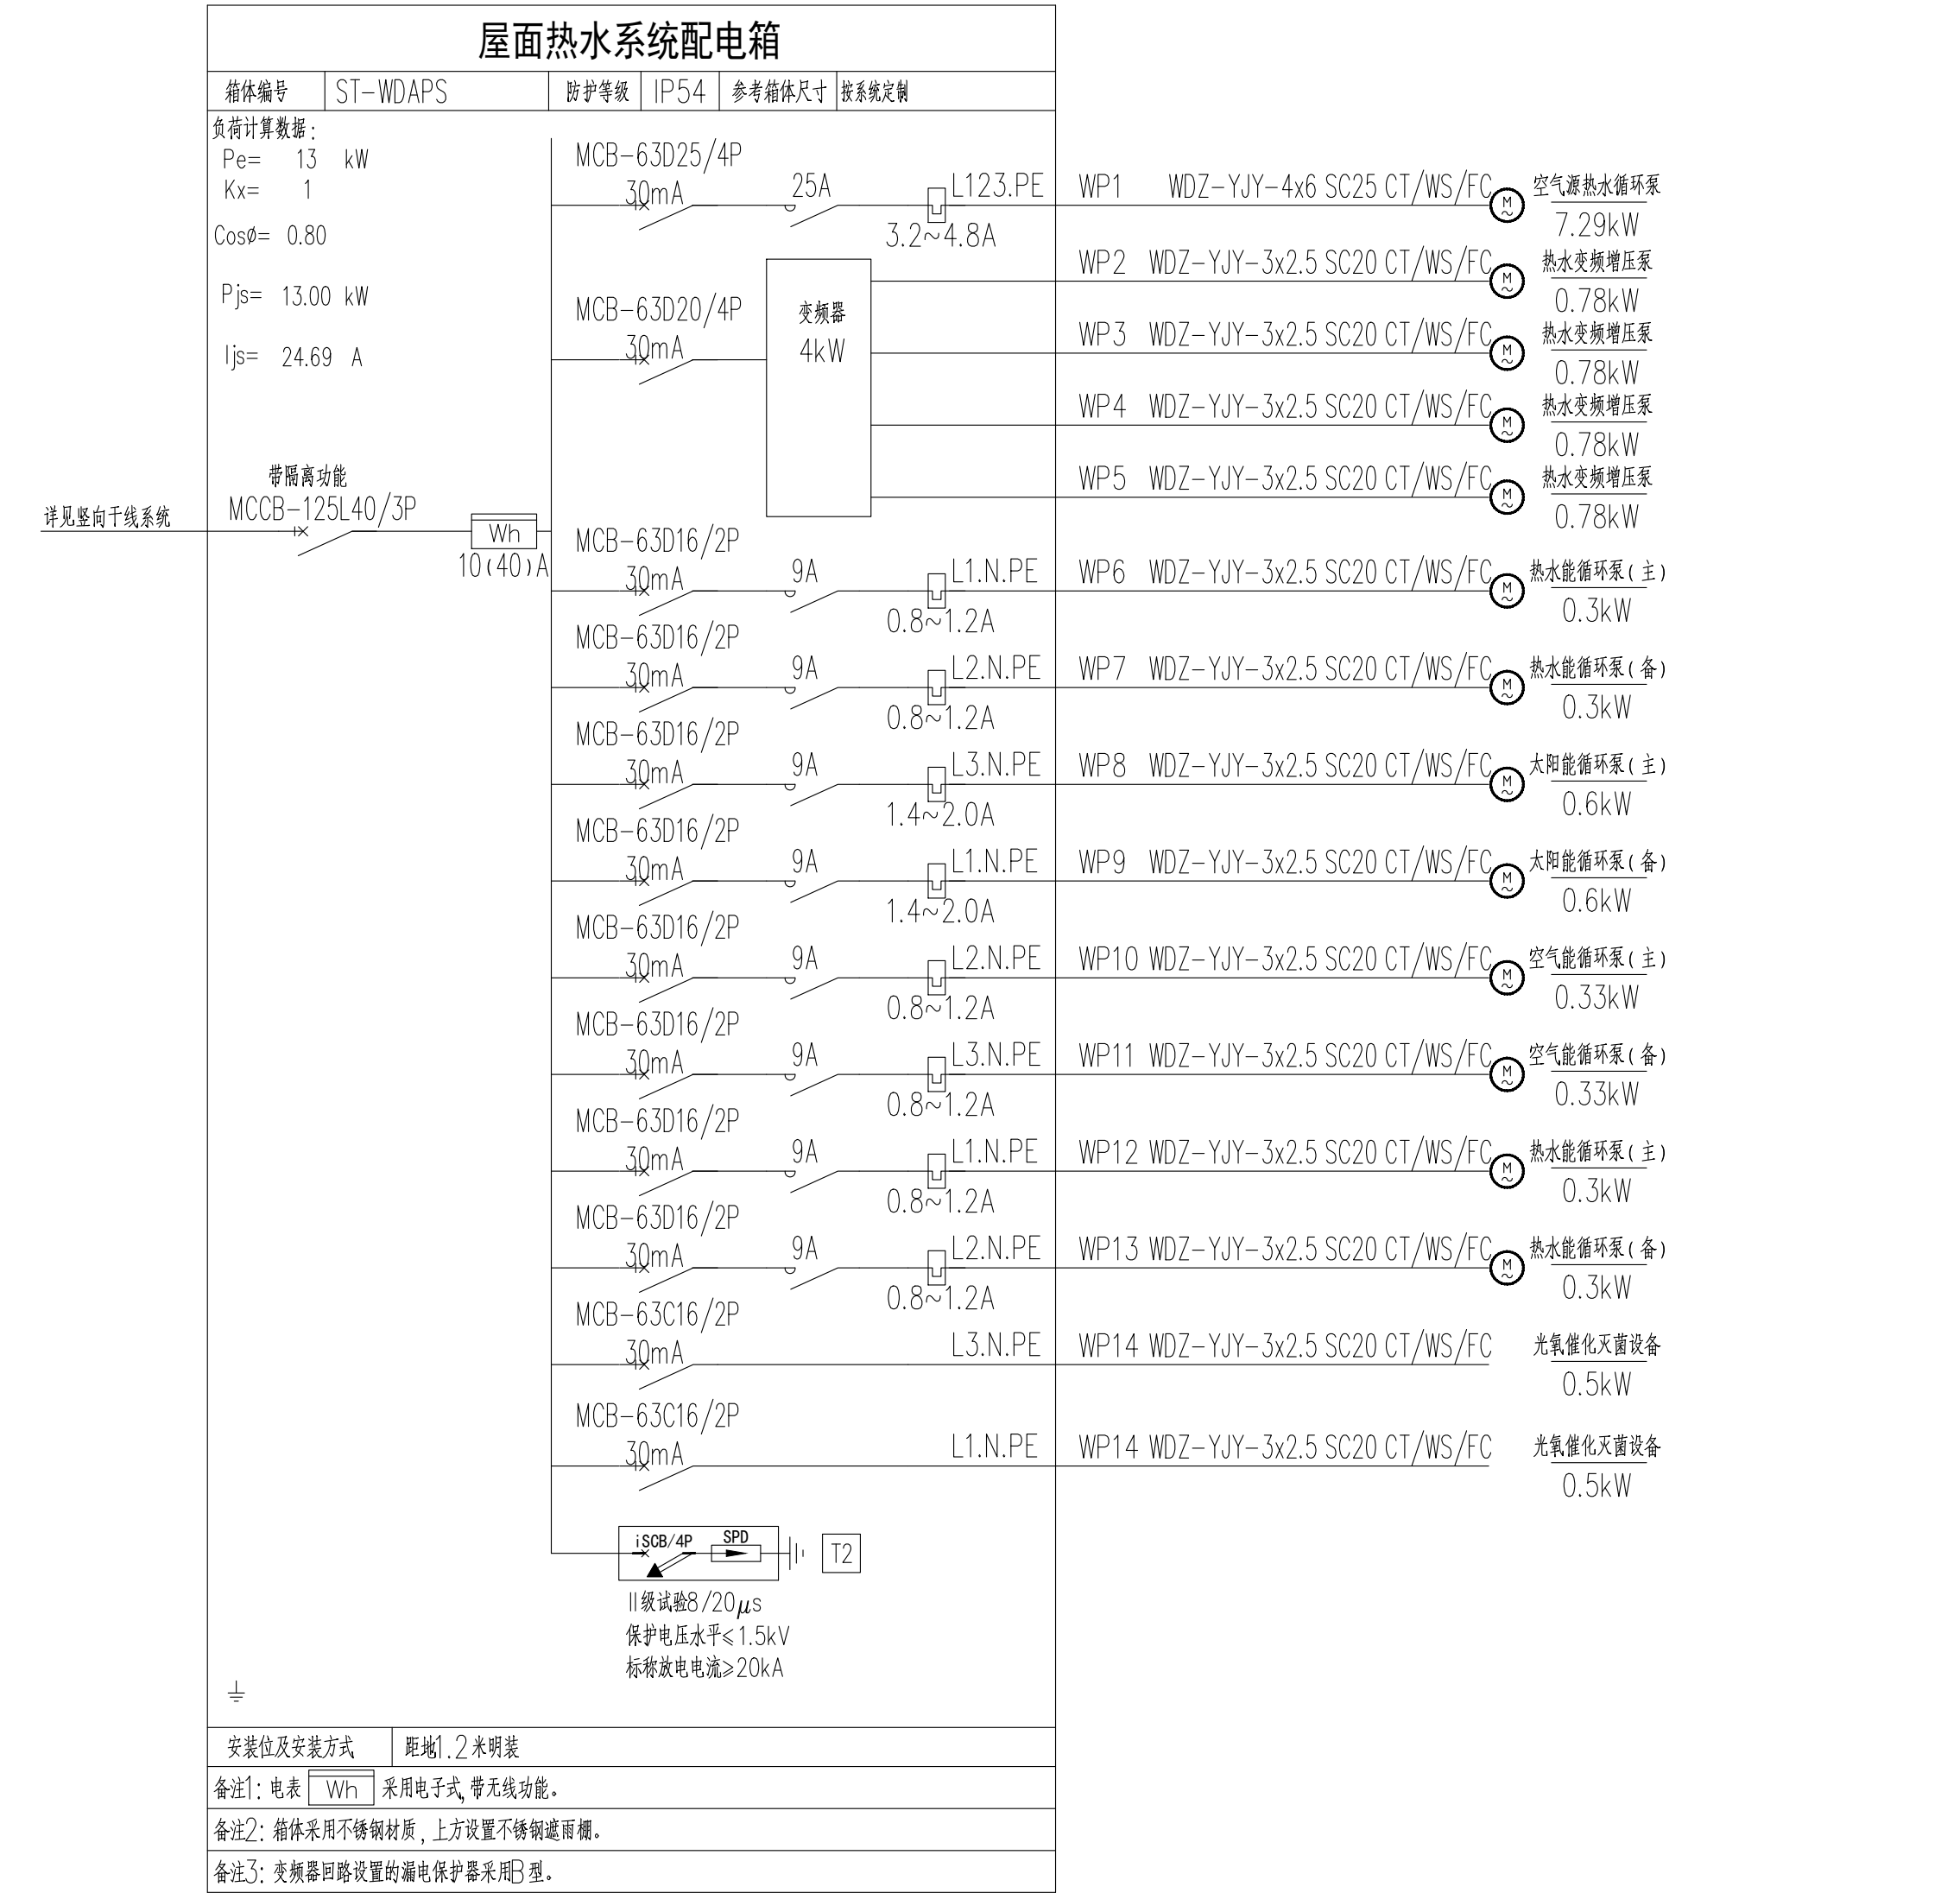 屋面热水系统配电箱
箱体编号 ST-WDAPS 防护等级 IP54 参考箱体尺寸 按系统定制
负荷计算数据:
Pe= 13 kW
Kx= 1
CosØ= 0.80
Pjs= 13.00 kW
Ijs= 24.69 A
详见竖向干线系统
带隔离功能
MCCB-125L40/3P
Wh
10(40)A
MCB-63D25/4P
30mA 25A L123.PE WP1 WDZ-YJY-4x6 SC25 CT/WS/FC M~ 空气源热水循环泵
3.2~4.8A 7.29kW
MCB-63D20/4P
30mA
变频器
4kW
WP2 WDZ-YJY-3x2.5 SC20 CT/WS/FC M~ 热水变频增压泵
0.78kW
WP3 WDZ-YJY-3x2.5 SC20 CT/WS/FC M~ 热水变频增压泵
0.78kW
WP4 WDZ-YJY-3x2.5 SC20 CT/WS/FC M~ 热水变频增压泵
0.78kW
WP5 WDZ-YJY-3x2.5 SC20 CT/WS/FC M~ 热水变频增压泵
0.78kW
MCB-63D16/2P
30mA 9A L1.N.PE WP6 WDZ-YJY-3x2.5 SC20 CT/WS/FC M~ 热水能循环泵(主)
0.8~1.2A 0.3kW
MCB-63D16/2P
30mA 9A L2.N.PE WP7 WDZ-YJY-3x2.5 SC20 CT/WS/FC M~ 热水能循环泵(备)
0.8~1.2A 0.3kW
MCB-63D16/2P
30mA 9A L3.N.PE WP8 WDZ-YJY-3x2.5 SC20 CT/WS/FC M~ 太阳能循环泵(主)
1.4~2.0A 0.6kW
MCB-63D16/2P
30mA 9A L1.N.PE WP9 WDZ-YJY-3x2.5 SC20 CT/WS/FC M~ 太阳能循环泵(备)
1.4~2.0A 0.6kW
MCB-63D16/2P
30mA 9A L2.N.PE WP10 WDZ-YJY-3x2.5 SC20 CT/WS/FC M~ 空气能循环泵(主)
0.8~1.2A 0.33kW
MCB-63D16/2P
30mA 9A L3.N.PE WP11 WDZ-YJY-3x2.5 SC20 CT/WS/FC M~ 空气能循环泵(备)
0.8~1.2A 0.33kW
MCB-63D16/2P
30mA 9A L1.N.PE WP12 WDZ-YJY-3x2.5 SC20 CT/WS/FC M~ 热水能循环泵(主)
0.8~1.2A 0.3kW
MCB-63D16/2P
30mA 9A L2.N.PE WP13 WDZ-YJY-3x2.5 SC20 CT/WS/FC M~ 热水能循环泵(备)
0.8~1.2A 0.3kW
MCB-63C16/2P
30mA L3.N.PE WP14 WDZ-YJY-3x2.5 SC20 CT/WS/FC 光氧催化灭菌设备
0.5kW
MCB-63C16/2P
30mA L1.N.PE WP14 WDZ-YJY-3x2.5 SC20 CT/WS/FC 光氧催化灭菌设备
0.5kW
iSCB/4P SPD T2
II级试验8/20μs
保护电压水平≤1.5kV
标称放电电流≥20kA
安装位及安装方式 距地1.2米明装
备注1: 电表 Wh 采用电子式,带无线功能。
备注2: 箱体采用不锈钢材质,上方设置不锈钢遮雨棚。
备注3: 变频器回路设置的漏电保护器采用B型。